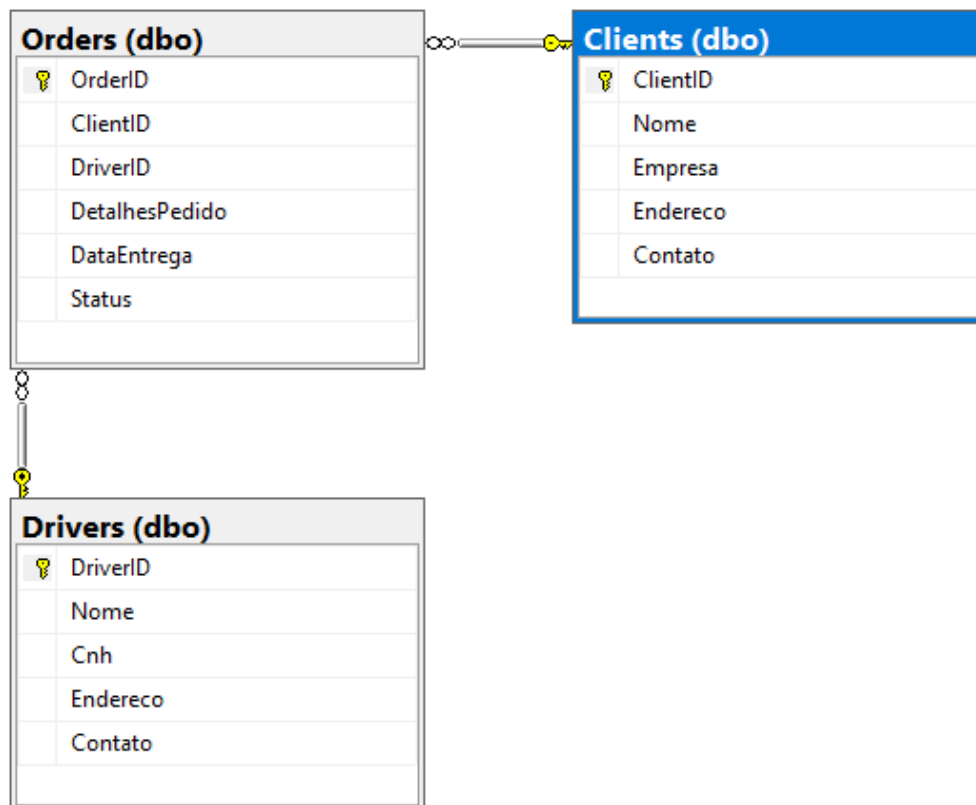 Orders (dbo)
OrderID
ClientID
DriverID
DetalhesPedido
DataEntrega
Status
Clients (dbo)
ClientID
Nome
Empresa
Endereco
Contato
Drivers (dbo)
DriverID
Nome
Cnh
Endereco
Contato